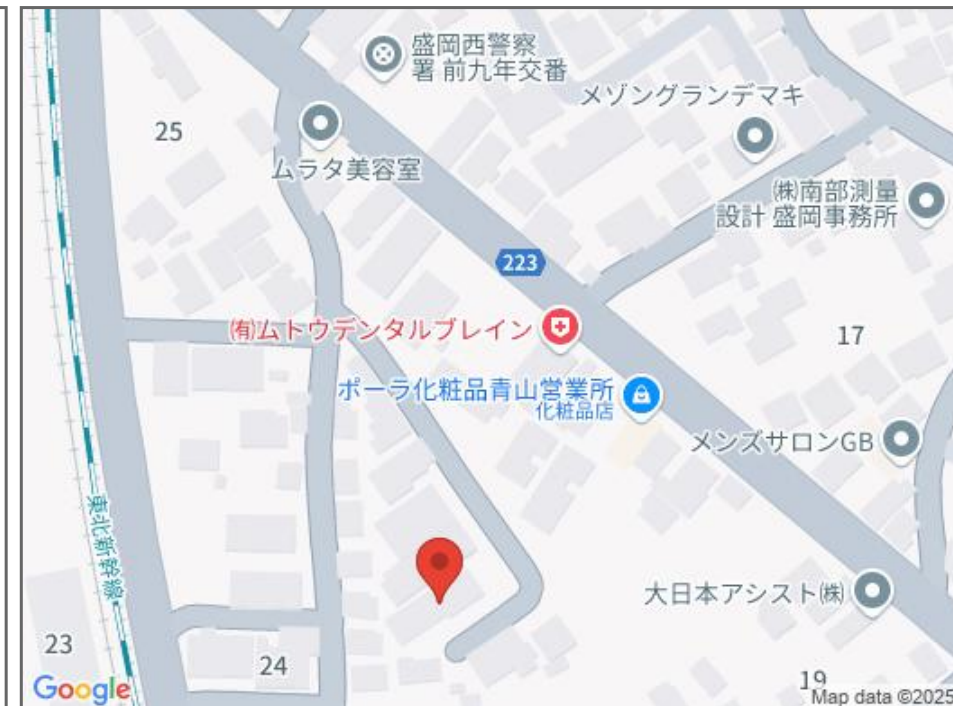 盛岡西警察
署 前九年交番
メゾングランデマキ
25
ムラタ美容室
㈱南部測量
設計 盛岡事務所
223
㈲ムトウデンタルブレイン
17
ポーラ化粧品青山営業所
化粧品店
メンズサロンGB
東北新幹線
大日本アシスト㈱
23
24
19
Google
Map data ©2025